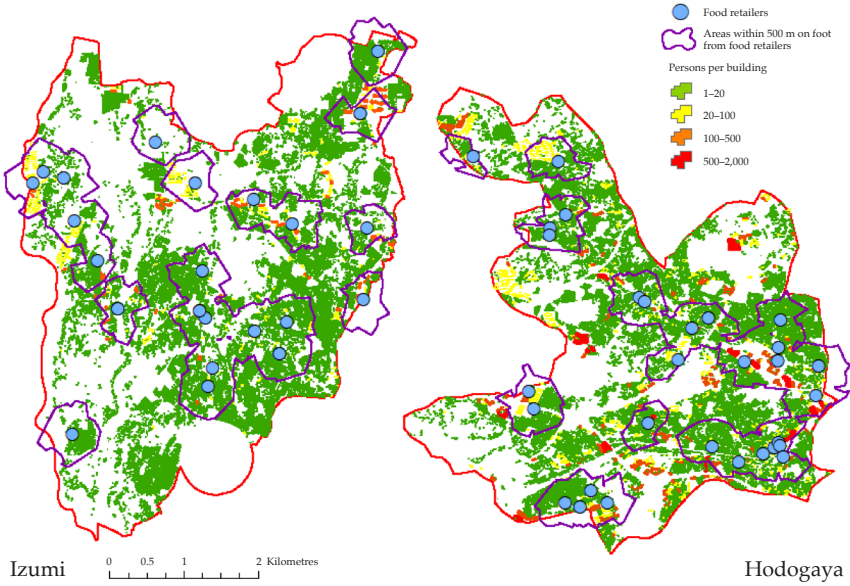 Food retailers
Areas within 500 m on foot
from food retailers
Persons per building
1–20
20–100
100–500
500–2,000
Izumi
0 0.5 1 2 Kilometres
Hodogaya